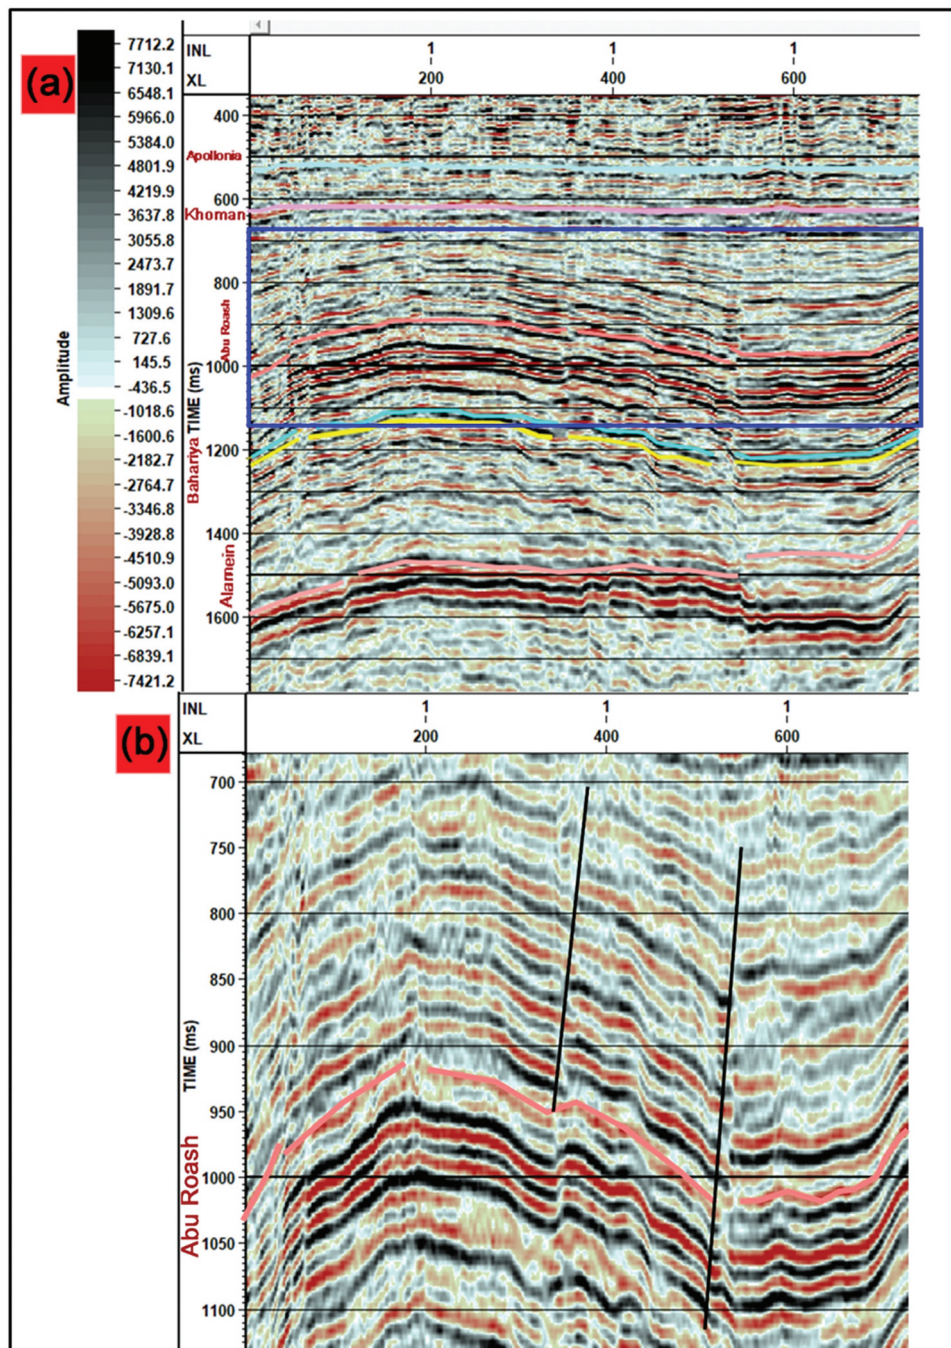 (a)
7712.2
7130.1
6548.1
5966.0
5384.0
4801.9
4219.9
3637.8
3055.8
2473.7
1891.7
1309.6
727.6
145.5
-436.5
-1018.6
-1600.6
-2182.7
-2764.7
-3346.8
-3928.8
-4510.9
-5093.0
-5675.0
-6257.1
-6839.1
-7421.2
Amplitude
INL 1 1 1
XL 200 400 600
400
600
800
1000
1200
1400
1600
TIME (ms)
Apollonia
Khoman
Abu Roash
Bahariya
Alamein
(b)
INL 1 1 1
XL 200 400 600
700
750
800
850
900
950
1000
1050
1100
TIME (ms)
Abu Roash